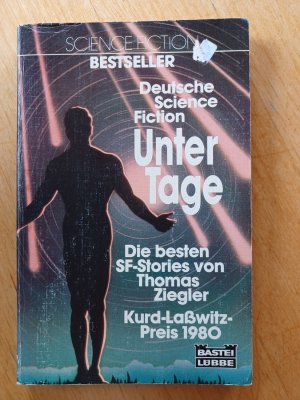 SCIENCE FICTION
BESTSELLER
Deutsche
Science
Fiction
Unter
Tage
Die besten
SF-Stories von
Thomas
Ziegler
Kurd-Laßwitz-
Preis 1980
BASTEI
LÜBBE